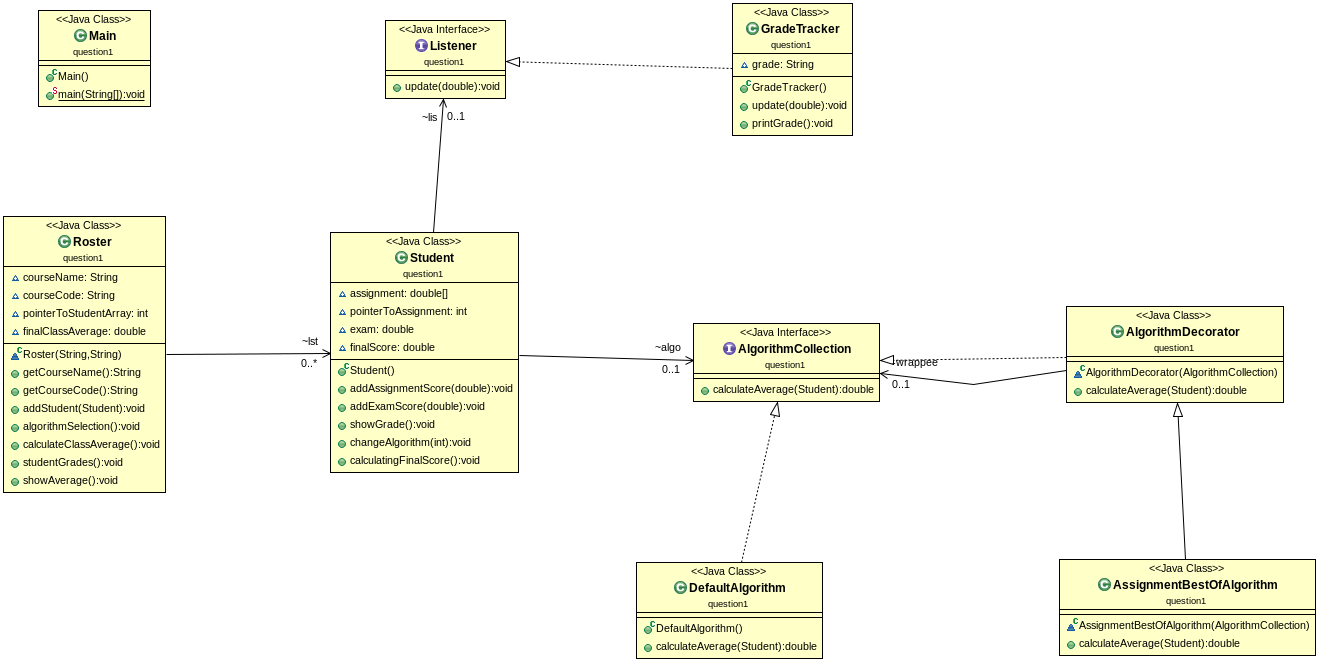 <<Java Class>>
Main
question1
Main()
main(String[]):void
<<Java Interface>>
Listener
question1
update(double):void
<<Java Class>>
GradeTracker
question1
grade: String
GradeTracker()
update(double):void
printGrade():void
~lis
0..1
<<Java Class>>
Roster
question1
courseName: String
courseCode: String
pointerToStudentArray: int
finalClassAverage: double
Roster(String,String)
getCourseName():String
getCourseCode():String
addStudent(Student):void
algorithmSelection():void
calculateClassAverage():void
studentGrades():void
showAverage():void
~lst
0..*
<<Java Class>>
Student
question1
assignment: double[]
pointerToAssignment: int
exam: double
finalScore: double
Student()
addAssignmentScore(double):void
addExamScore(double):void
showGrade():void
changeAlgorithm(int):void
calculatingFinalScore():void
~algo
0..1
<<Java Interface>>
AlgorithmCollection
question1
calculateAverage(Student):double
-wrappee
0..1
<<Java Class>>
AlgorithmDecorator
question1
AlgorithmDecorator(AlgorithmCollection)
calculateAverage(Student):double
<<Java Class>>
DefaultAlgorithm
question1
DefaultAlgorithm()
calculateAverage(Student):double
<<Java Class>>
AssignmentBestOfAlgorithm
question1
AssignmentBestOfAlgorithm(AlgorithmCollection)
calculateAverage(Student):double